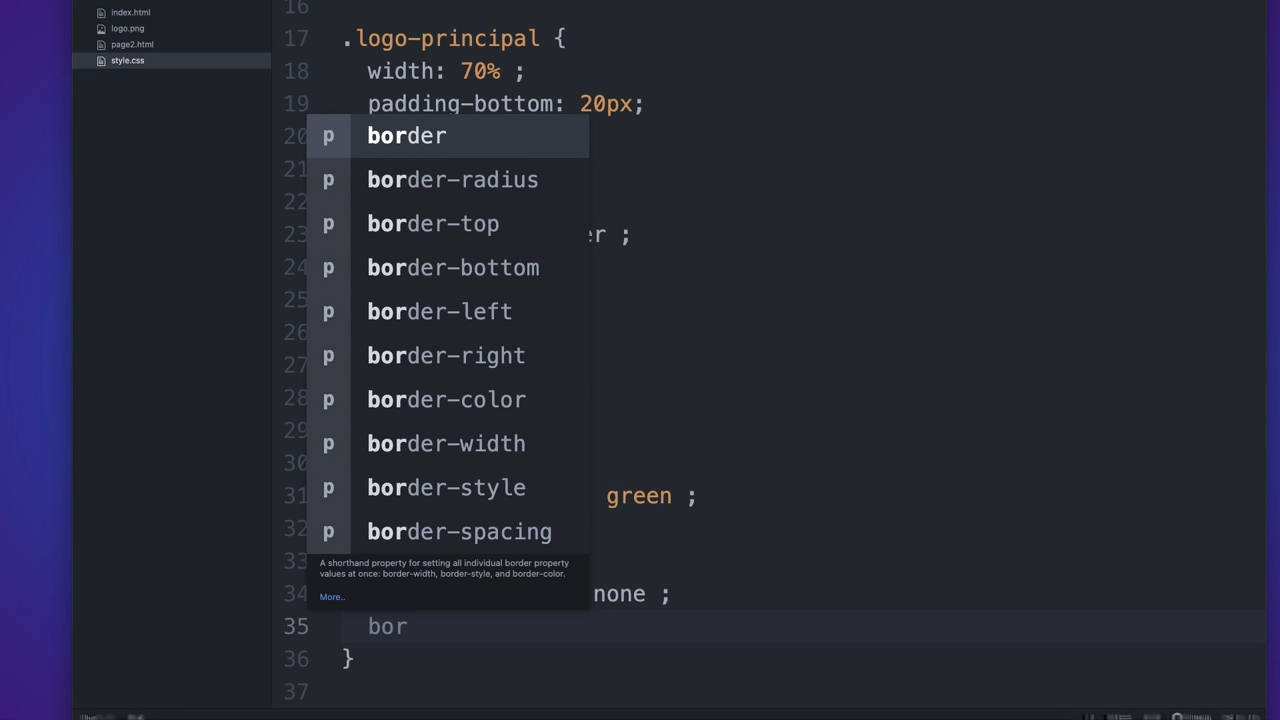 index.html
logo.png
page2.html
style.css
16
17 .logo-principal {
18 width: 70% ;
19 padding-bottom: 20px;
20
21
22
23 er ;
24
25
26
27
28
29
30
31 green ;
32
33
34 none ;
35 bor
36 }
37
p border
p border-radius
p border-top
p border-bottom
p border-left
p border-right
p border-color
p border-width
p border-style
p border-spacing
A shorthand property for setting all individual border property
values at once: border-width, border-style, and border-color.
More..